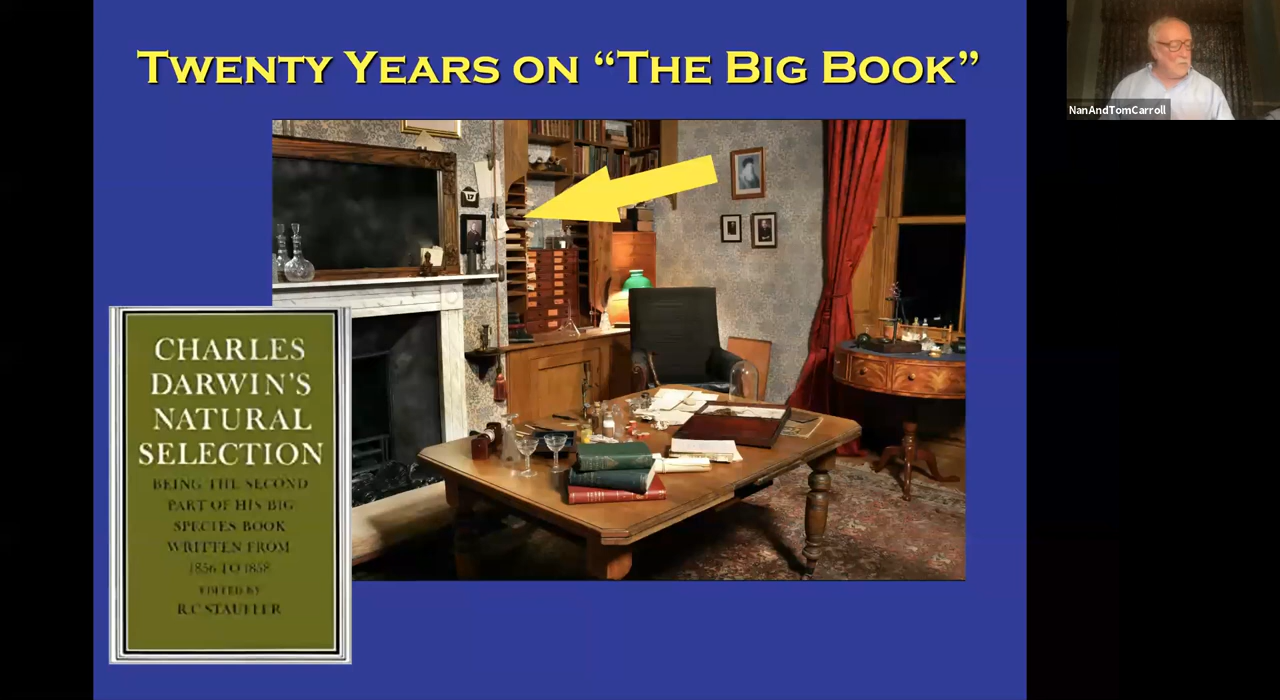 TWENTY YEARS ON “THE BIG BOOK”
NanAndTomCarroll
17
CHARLES
DARWIN'S
NATURAL
SELECTION
BEING THE SECOND
PART OF HIS BIG
SPECIES BOOK
WRITTEN FROM
1856 TO 1858
EDITED BY
R.C. STAUFFER